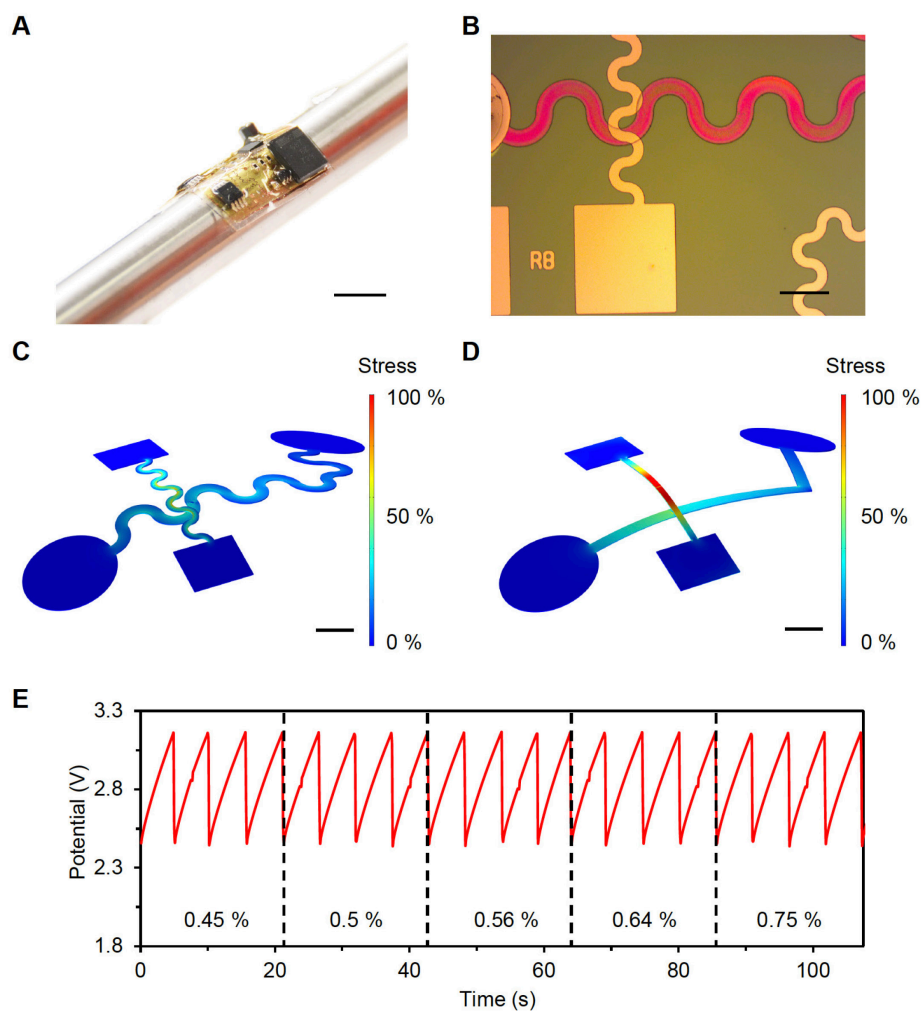 A
B
R8
C
Stress
100 %
50 %
0 %
D
Stress
100 %
50 %
0 %
E
Potential (V)
3.3
2.8
2.3
1.8
0.45 %
0.5 %
0.56 %
0.64 %
0.75 %
0
20
40
60
80
100
Time (s)